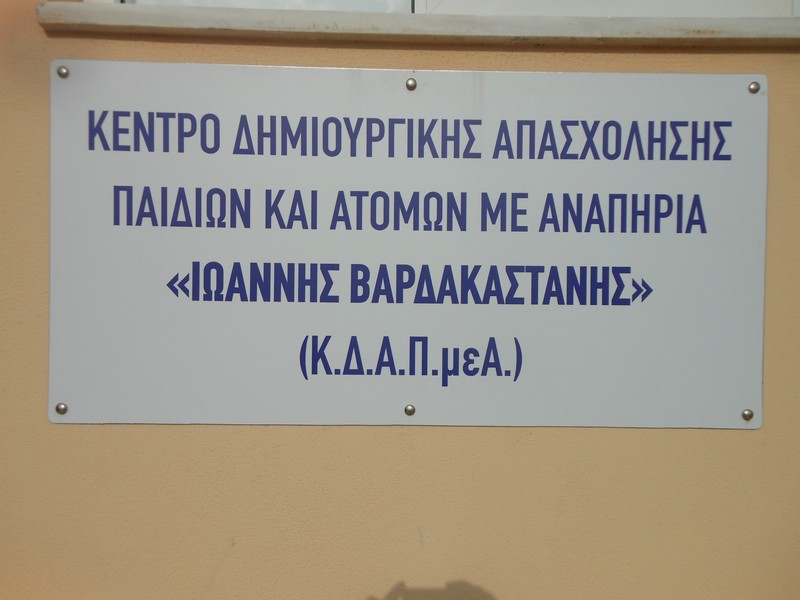 ΚΕΝΤΡΟ ΔΗΜΙΟΥΡΓΙΚΗΣ ΑΠΑΣΧΟΛΗΣΗΣ
ΠΑΙΔΙΩΝ ΚΑΙ ΑΤΟΜΩΝ ΜΕ ΑΝΑΠΗΡΙΑ
«ΙΩΑΝΝΗΣ ΒΑΡΔΑΚΑΣΤΑΝΗΣ»
(Κ.Δ.Α.Π.μεΑ.)